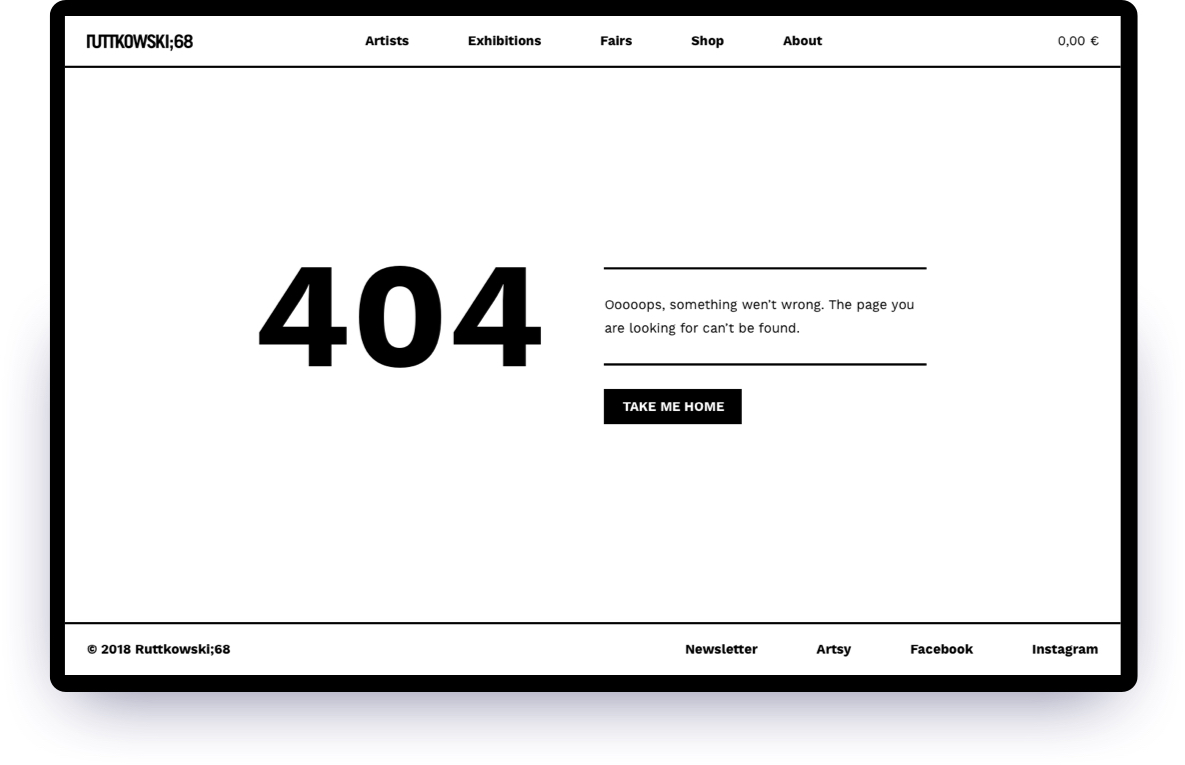 RUTTKOWSKI;68
Artists Exhibitions Fairs Shop About
0,00 €
404
Ooooops, something wen't wrong. The page you
are looking for can't be found.
TAKE ME HOME
© 2018 Ruttkowski;68
Newsletter Artsy Facebook Instagram